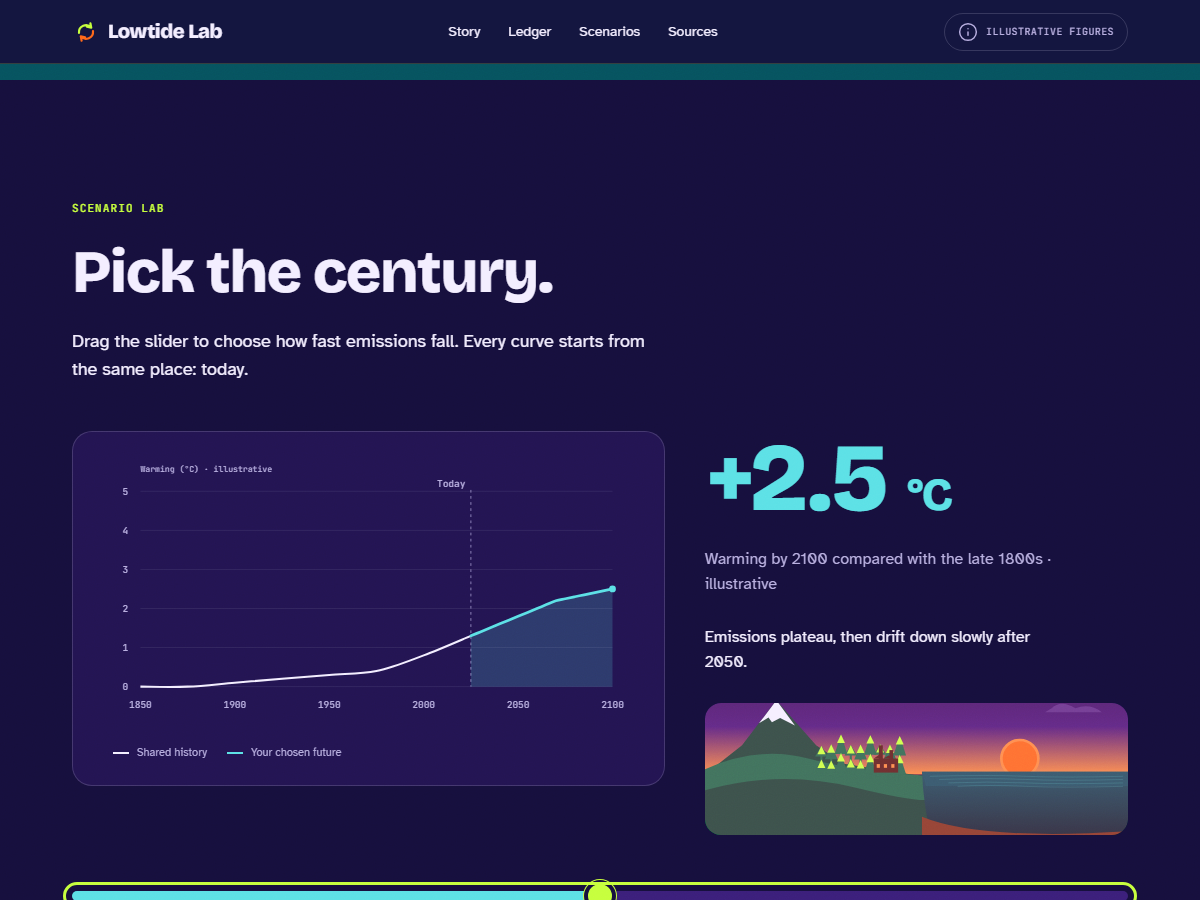 Lowtide Lab
Story
Ledger
Scenarios
Sources
ILLUSTRATIVE FIGURES
SCENARIO LAB
Pick the century.
Drag the slider to choose how fast emissions fall. Every curve starts from
the same place: today.
Warming (°C) · illustrative
Today
5
4
3
2
1
0
1850
1900
1950
2000
2050
2100
Shared history
Your chosen future
+2.5 °C
Warming by 2100 compared with the late 1800s ·
illustrative
Emissions plateau, then drift down slowly after
2050.